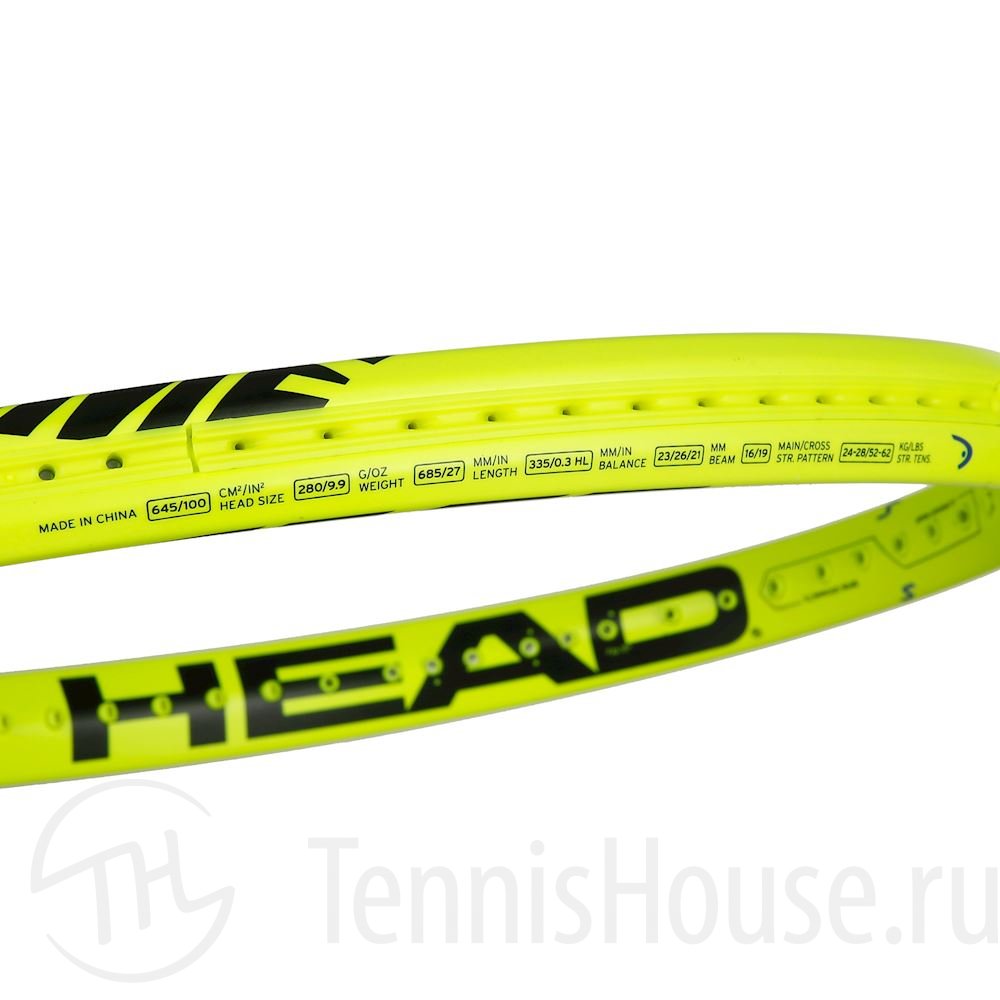 MADE IN CHINA 645/100 CM²/IN² HEAD SIZE 280/9.9 G/OZ WEIGHT 685/27 MM/IN LENGTH 335/0.3 HL MM/IN BALANCE 23/26/21 MM BEAM 16/19 MAIN/CROSS STR. PATTERN 24-28/52-62 KG/LBS STR. TENS.
HEAD
TH TennisHouse.ru